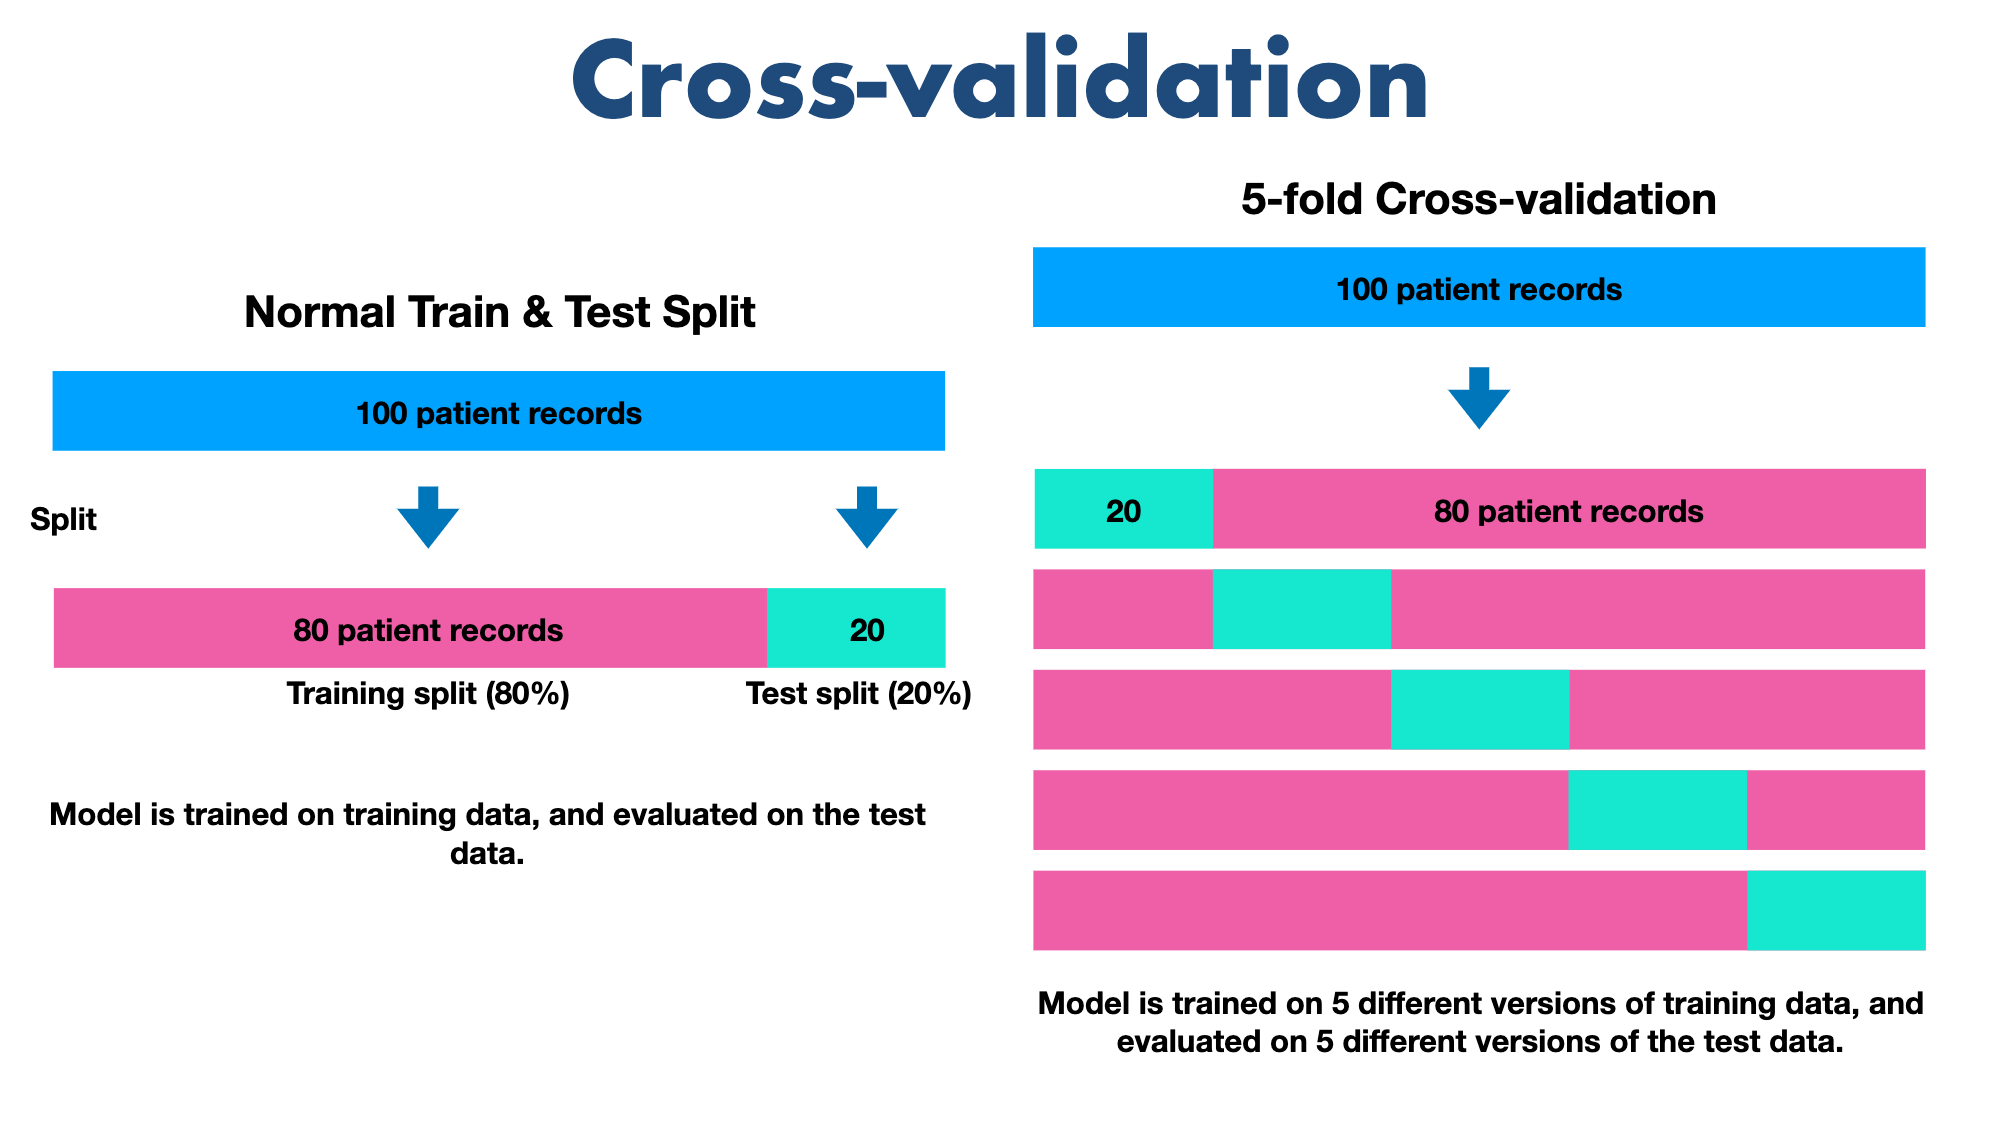 Cross-validation
Normal Train & Test Split
100 patient records
Split
80 patient records
20
Training split (80%)
Test split (20%)
Model is trained on training data, and evaluated on the test
data.
5-fold Cross-validation
100 patient records
20
80 patient records
Model is trained on 5 different versions of training data, and
evaluated on 5 different versions of the test data.